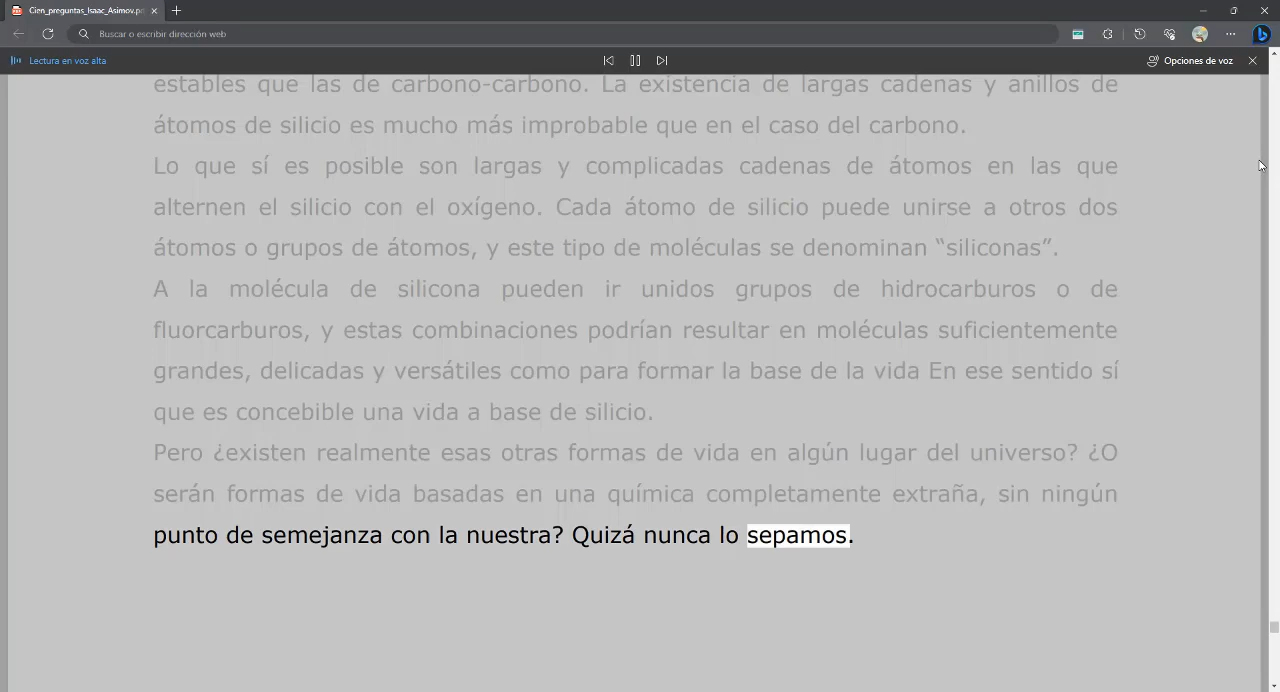 Cien_preguntas_Isaac_Asimov.pd
Buscar o escribir dirección web
Lectura en voz alta
Opciones de voz
estables que las de carbono-carbono. La existencia de largas cadenas y anillos de
átomos de silicio es mucho más improbable que en el caso del carbono.
Lo que sí es posible son largas y complicadas cadenas de átomos en las que
alternen el silicio con el oxígeno. Cada átomo de silicio puede unirse a otros dos
átomos o grupos de átomos, y este tipo de moléculas se denominan “siliconas”.
A la molécula de silicona pueden ir unidos grupos de hidrocarburos o de
fluorcarburos, y estas combinaciones podrían resultar en moléculas suficientemente
grandes, delicadas y versátiles como para formar la base de la vida En ese sentido sí
que es concebible una vida a base de silicio.
Pero ¿existen realmente esas otras formas de vida en algún lugar del universo? ¿O
serán formas de vida basadas en una química completamente extraña, sin ningún
punto de semejanza con la nuestra? Quizá nunca lo sepamos.